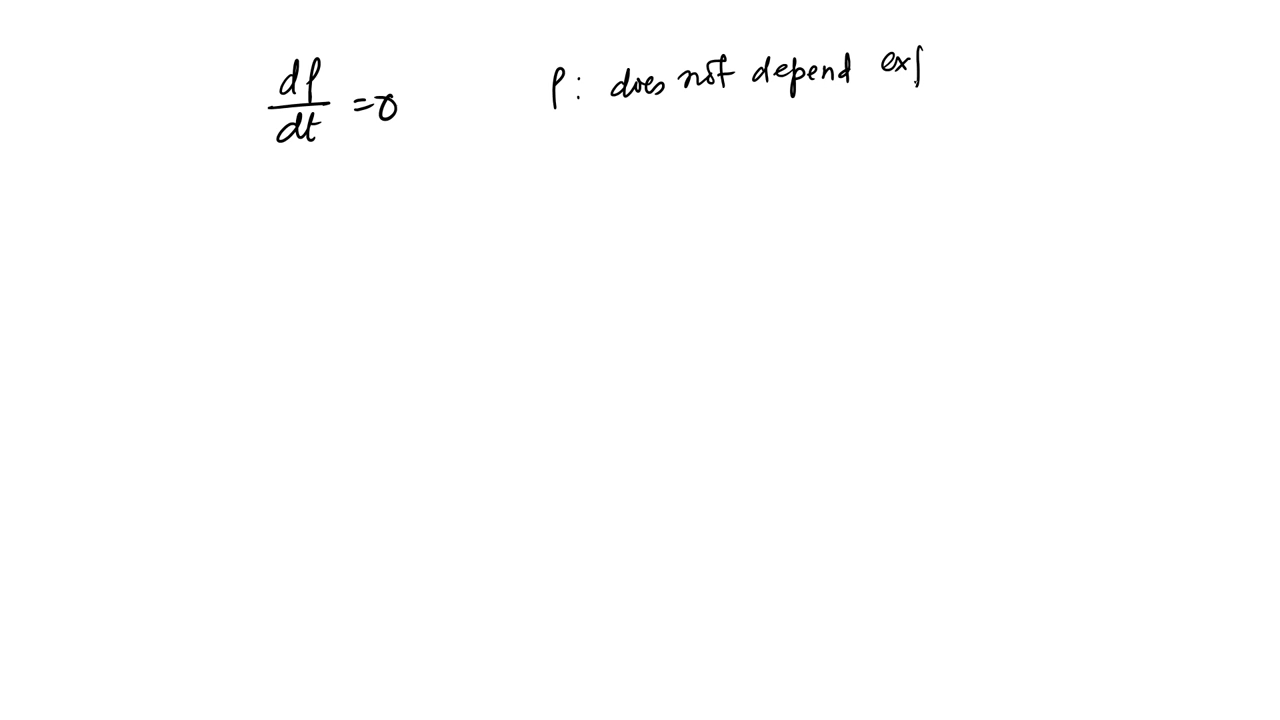 dρ/dt = 0
ρ : does not depend exp